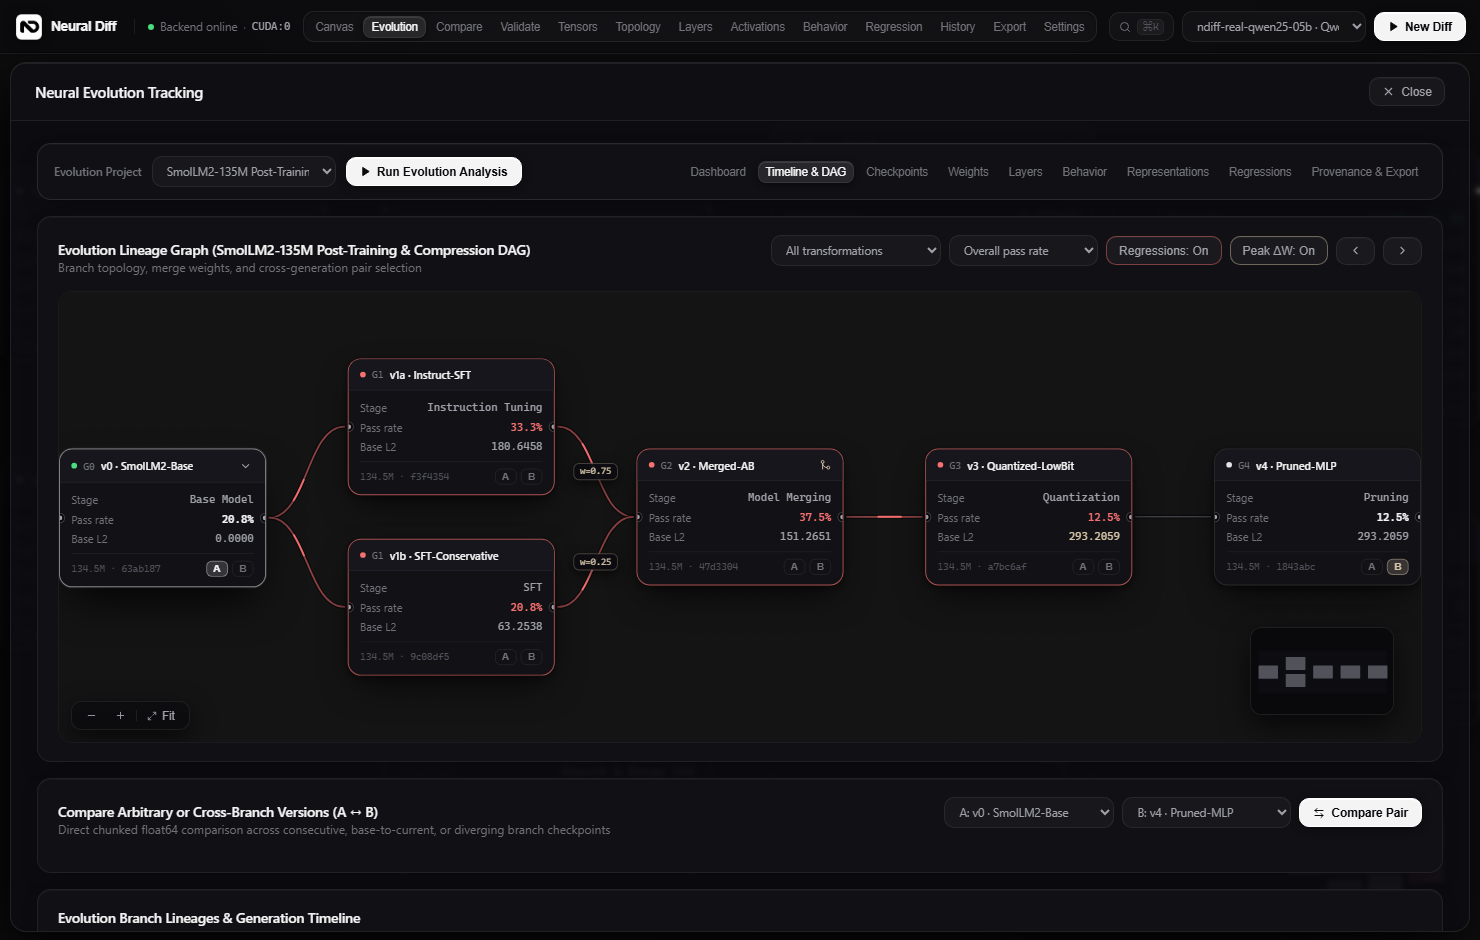 Neural Diff
Backend online · CUDA:0
Canvas Evolution Compare Validate Tensors Topology Layers Activations Behavior Regression History Export Settings
⌘K
ndiff-real-qwen25-05b · Qw
New Diff
Neural Evolution Tracking
Close
Evolution Project
SmolLM2-135M Post-Trainin
Run Evolution Analysis
Dashboard Timeline & DAG Checkpoints Weights Layers Behavior Representations Regressions Provenance & Export
Evolution Lineage Graph (SmolLM2-135M Post-Training & Compression DAG)
Branch topology, merge weights, and cross-generation pair selection
All transformations
Overall pass rate
Regressions: On
Peak ΔW: On
G0 v0 · SmolLM2-Base
Stage Base Model
Pass rate 20.8%
Base L2 0.0000
134.5M · 63ab187 A B
G1 v1a · Instruct-SFT
Stage Instruction Tuning
Pass rate 33.3%
Base L2 180.6458
134.5M · f3f4354 A B
G1 v1b · SFT-Conservative
Stage SFT
Pass rate 20.8%
Base L2 63.2538
134.5M · 9c08df5 A B
w=0.75
w=0.25
G2 v2 · Merged-AB
Stage Model Merging
Pass rate 37.5%
Base L2 151.2651
134.5M · 47d3304 A B
G3 v3 · Quantized-LowBit
Stage Quantization
Pass rate 12.5%
Base L2 293.2059
134.5M · a7bc6af A B
G4 v4 · Pruned-MLP
Stage Pruning
Pass rate 12.5%
Base L2 293.2059
134.5M · 1843abc A B
− + Fit
Compare Arbitrary or Cross-Branch Versions (A ↔ B)
Direct chunked float64 comparison across consecutive, base-to-current, or diverging branch checkpoints
A: v0 · SmolLM2-Base
B: v4 · Pruned-MLP
Compare Pair
Evolution Branch Lineages & Generation Timeline